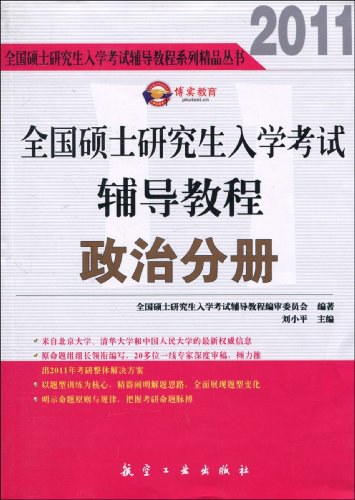 2011
全国硕士研究生入学考试辅导教程系列精品丛书
博实教育
全国硕士研究生入学考试
辅导教程
政治分册
全国硕士研究生入学考试辅导教程编审委员会 编著
刘小平 主编
来自北京大学、清华大学和中国人民大学的最新权威信息
原命题组组长领衔编写，20多位一线专家深度审稿，倾力推
出2011年考研整体解决方案
以题型训练为核心，精辟阐明解题思路，全面展现题型变化
明示命题原则与规律，把握考研命题脉搏
航空工业出版社